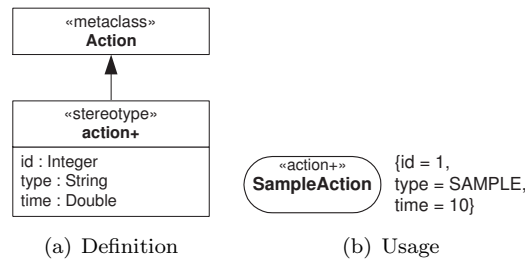 «metaclass»
Action
«stereotype»
action+
id : Integer
type : String
time : Double
(a) Definition
«action+»
SampleAction
{id = 1,
type = SAMPLE,
time = 10}
(b) Usage